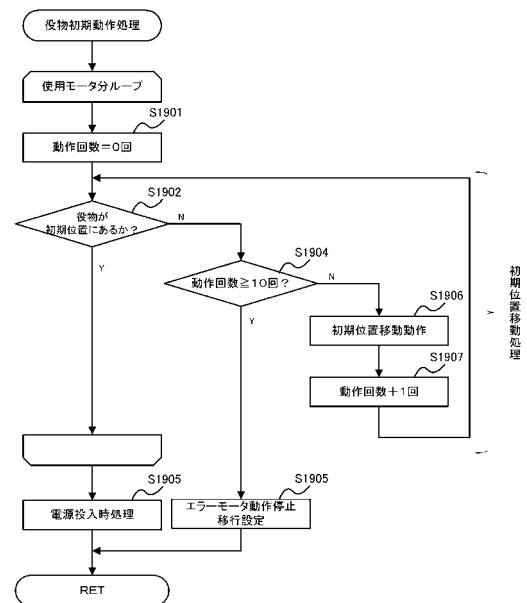 役物初期動作処理
使用モータ分ループ
S1901
動作回数=0回
S1902
役物が
初期位置にあるか?
N
Y
S1904
動作回数≧10回?
N
Y
S1906
初期位置移動動作
S1907
動作回数+1回
初期位置移動処理
S1905
電源投入時処理
S1905
エラーモータ動作停止
移行設定
RET